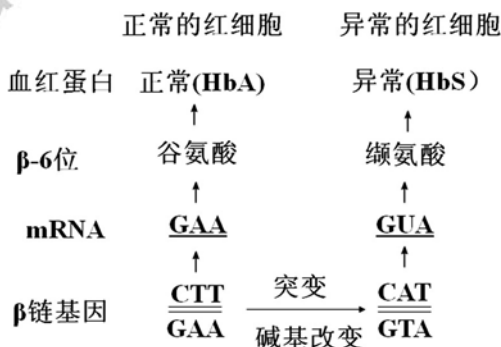 正常的红细胞 异常的红细胞
血红蛋白 正常(HbA) 异常(HbS）
β-6位 谷氨酸 缬氨酸
mRNA GAA GUA
β链基因 CTT 突变 CAT
GAA 碱基改变 GTA